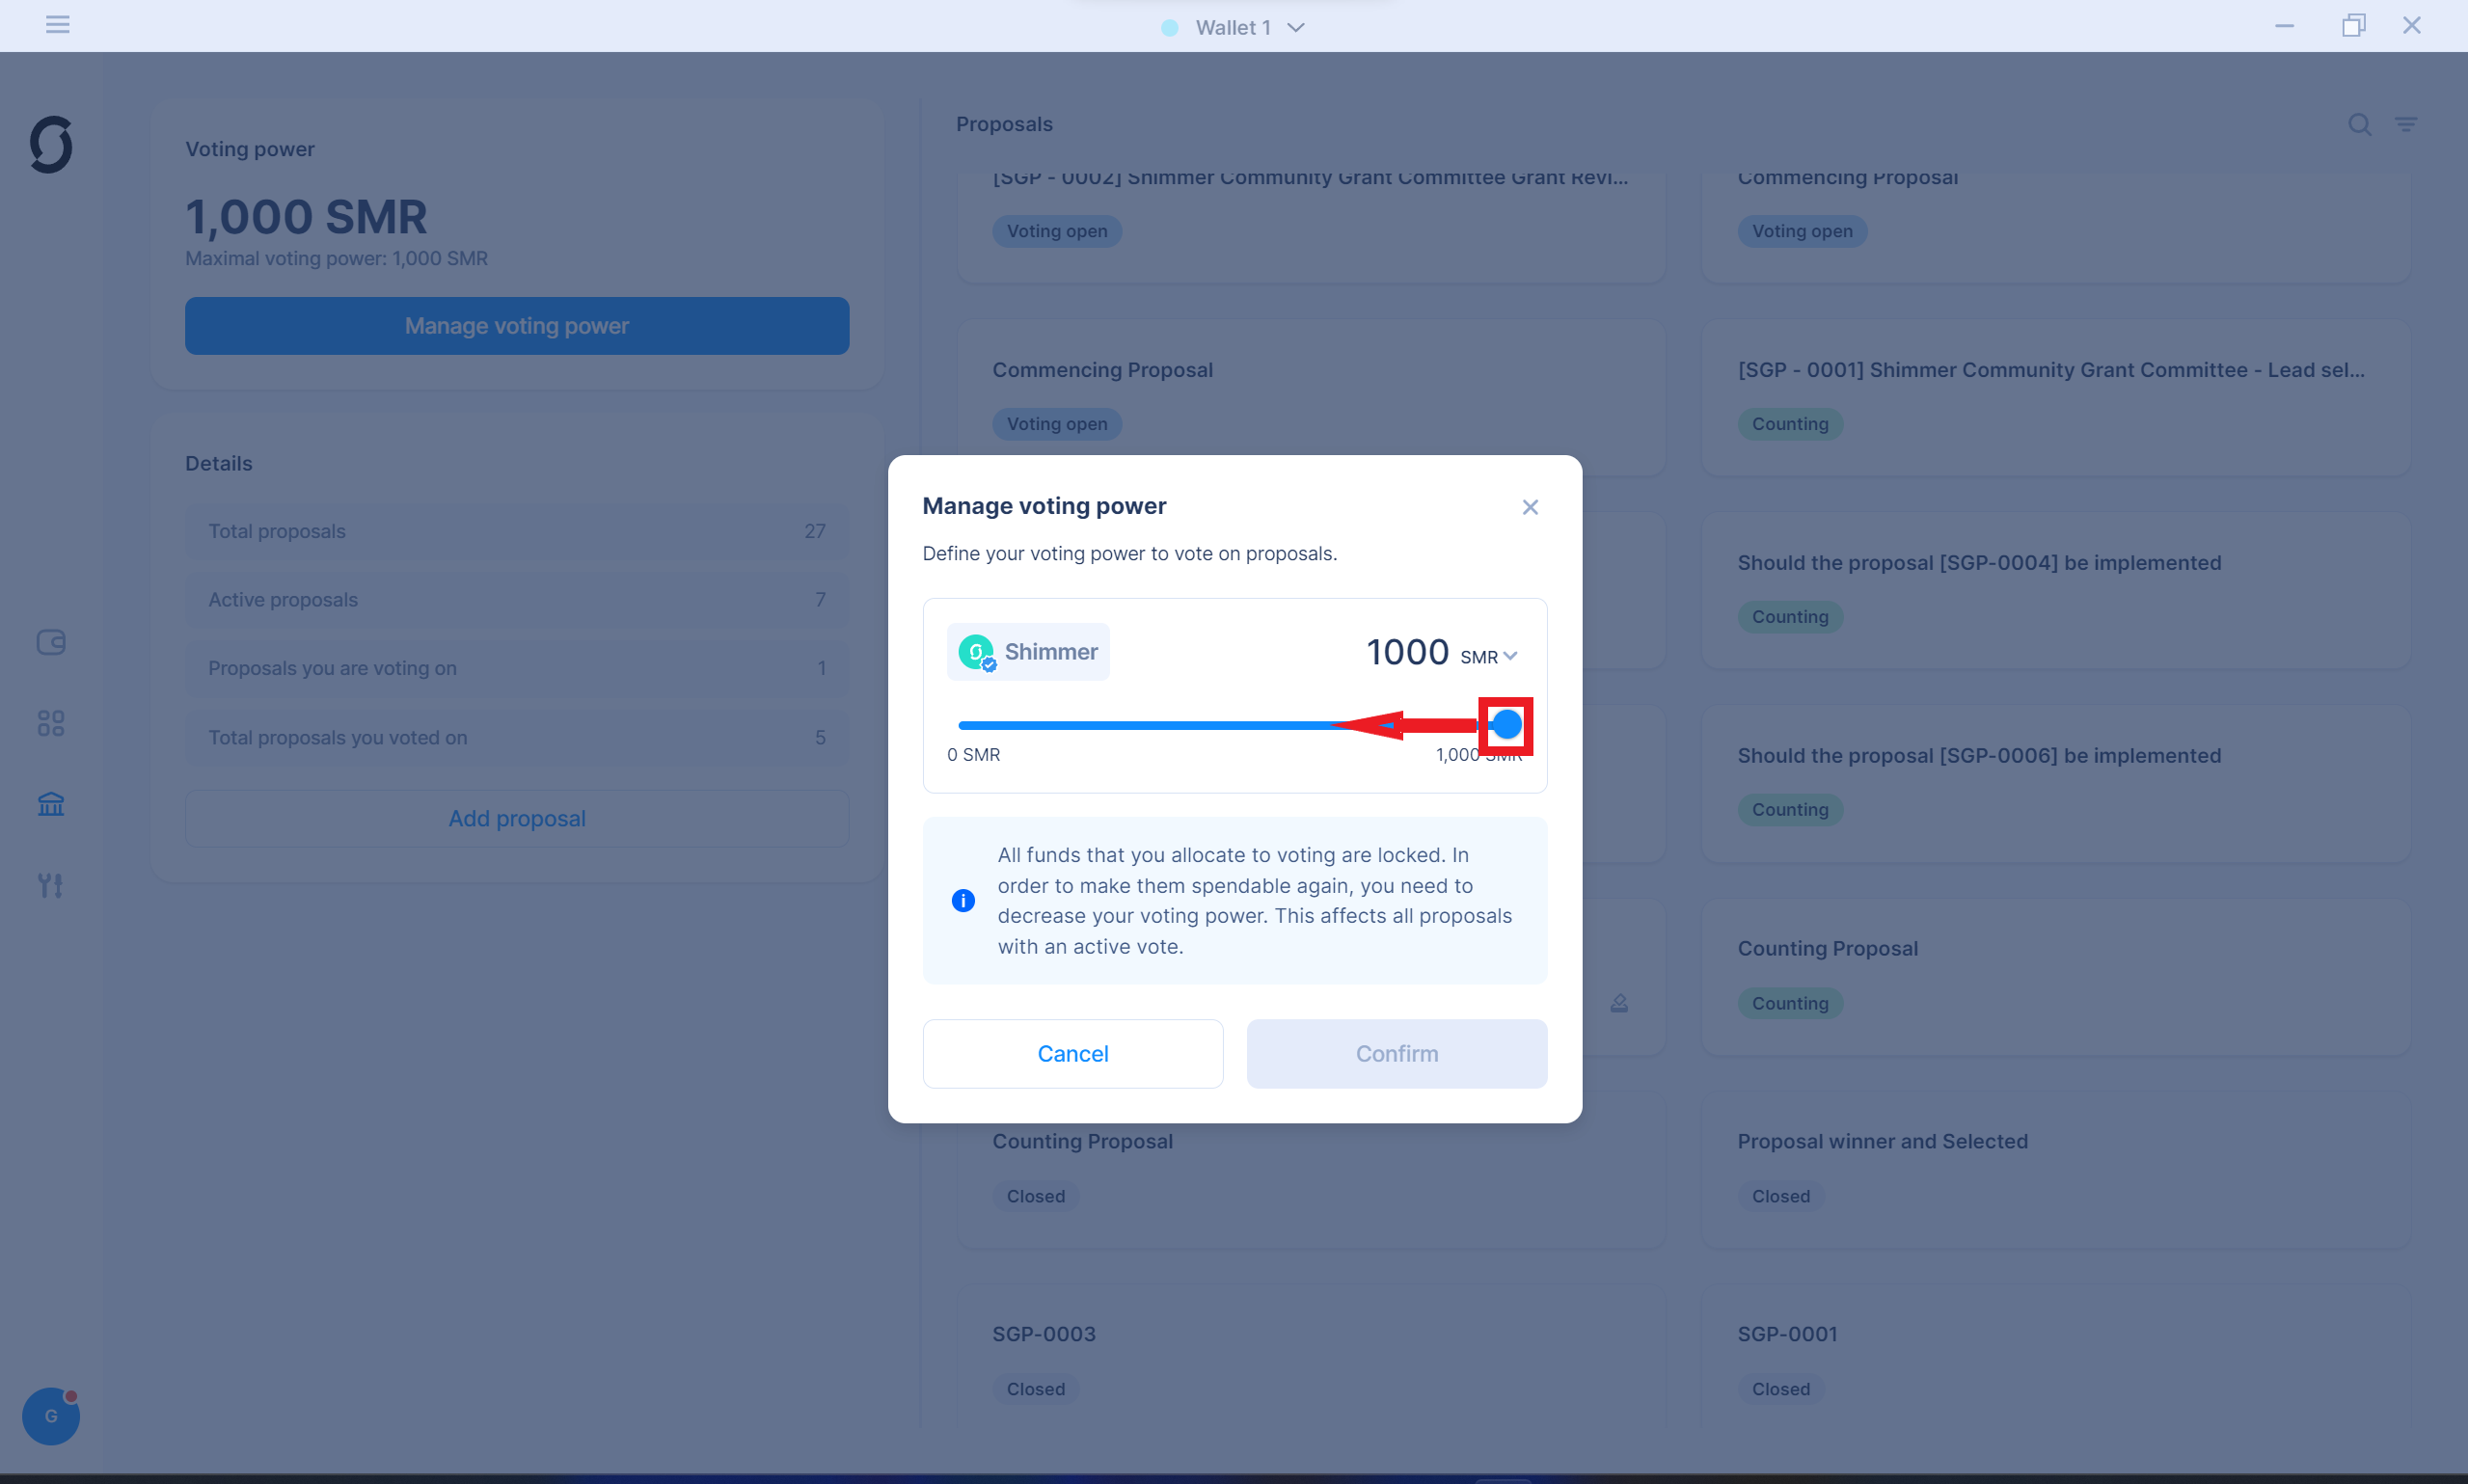 Wallet 1
Voting power
1,000 SMR
Maximal voting power: 1,000 SMR
Manage voting power
Details
Total proposals 27
Active proposals 7
Proposals you are voting on 1
Total proposals you voted on 5
Add proposal
G
Proposals
[SGP - 0002] Shimmer Community Grant Committee Grant Revi...
Voting open
Commencing Proposal
Voting open
Commencing Proposal
Voting open
[SGP - 0001] Shimmer Community Grant Committee - Lead sel...
Counting
Should the proposal [SGP-0004] be implemented
Counting
Should the proposal [SGP-0006] be implemented
Counting
Counting Proposal
Counting
Counting Proposal
Closed
Proposal winner and Selected
Closed
SGP-0003
Closed
SGP-0001
Closed
Manage voting power
Define your voting power to vote on proposals.
Shimmer
1000 SMR
0 SMR
1,000 SMR
All funds that you allocate to voting are locked. In
order to make them spendable again, you need to
decrease your voting power. This affects all proposals
with an active vote.
Cancel
Confirm